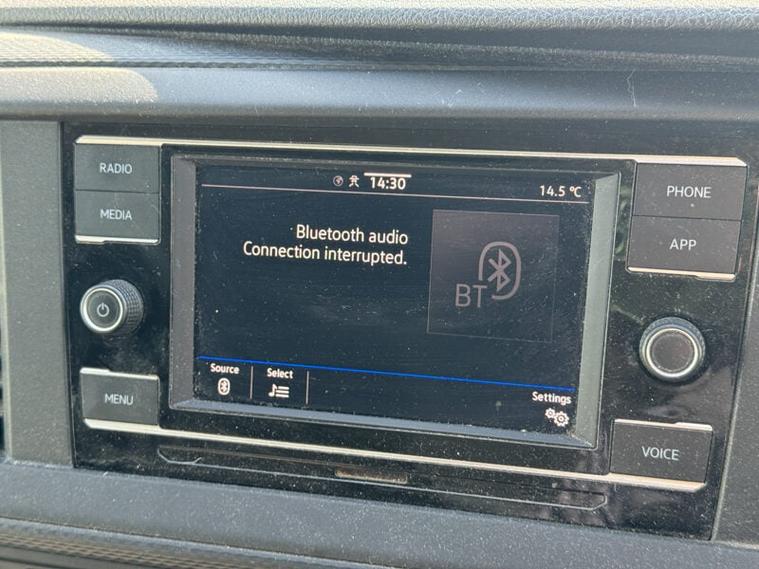 RADIO
MEDIA
MENU
14:30
14.5 °C
Bluetooth audio
Connection interrupted.
BT
Source
Select
Settings
PHONE
APP
VOICE